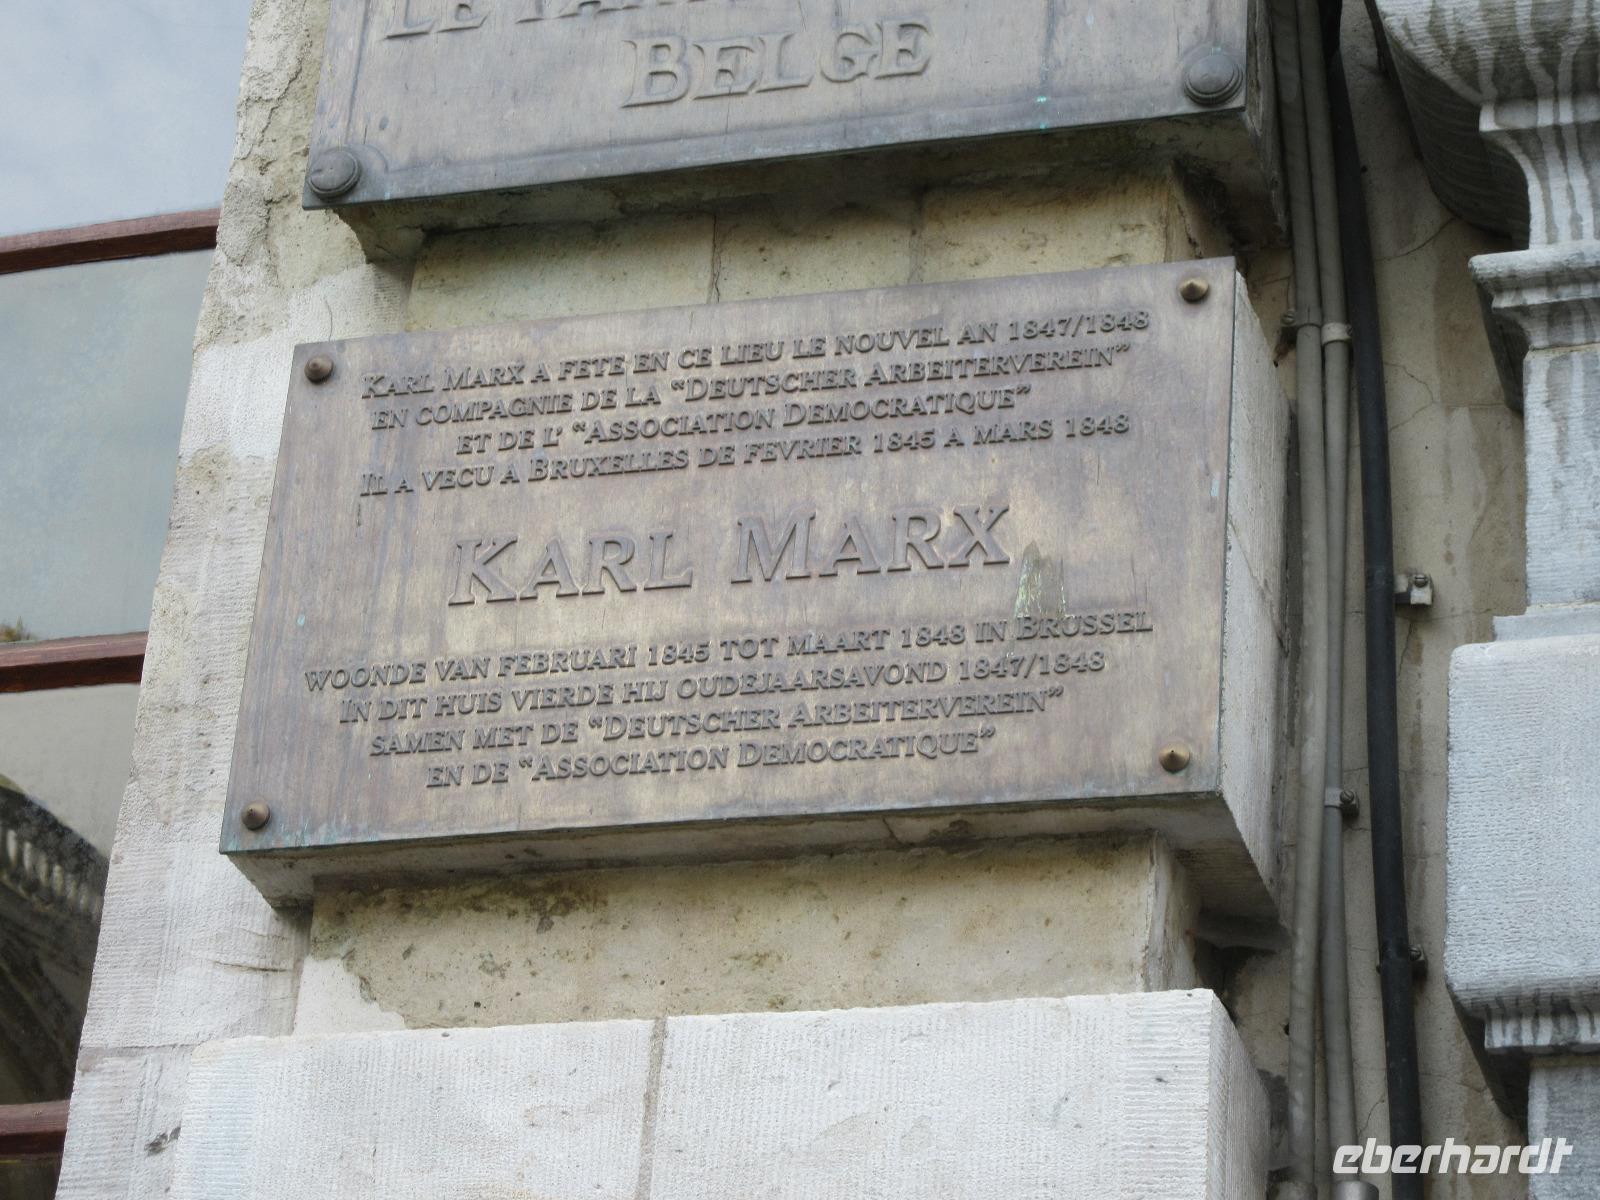 LE PAR
BELGE
KARL MARX A FETE EN CE LIEU LE NOUVEL AN 1847/1848
EN COMPAGNIE DE LA "DEUTSCHER ARBEITERVEREIN"
ET DE L' "ASSOCIATION DEMOCRATIQUE"
IL A VECU A BRUXELLES DE FEVRIER 1845 A MARS 1848
KARL MARX
WOONDE VAN FEBRUARI 1845 TOT MAART 1848 IN BRUSSEL
IN DIT HUIS VIERDE HIJ OUDEJAARSAVOND 1847/1848
SAMEN MET DE "DEUTSCHER ARBEITERVEREIN"
EN DE "ASSOCIATION DEMOCRATIQUE"
eberhardt